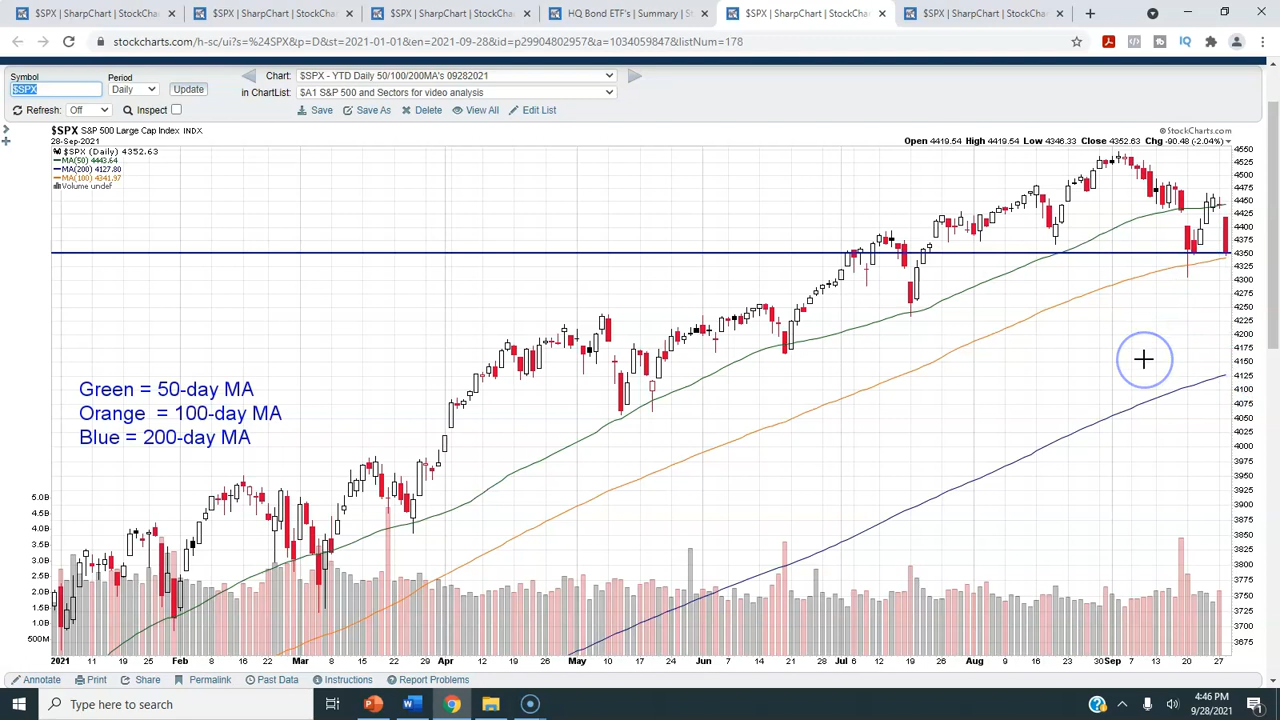 $SPX | SharpChart | StockCharts.c
$SPX | SharpChart | StockCharts.c
$SPX | SharpChart | StockCharts.c
HQ Bond ETF's | Summary | Stoc
$SPX | SharpChart | StockCharts.c
$SPX | SharpChart | StockCharts.c
stockcharts.com/h-sc/ui?s=%24SPX&p=D&st=2021-01-01&en=2021-09-28&id=p29904802957&a=1034059847&listNum=178
Symbol
Period
$SPX
Daily
Update
Chart: $SPX - YTD Daily 50/100/200MA's 09282021
in ChartList: $A1 S&P 500 and Sectors for video analysis
Refresh: Off
Inspect
Save
Save As
Delete
View All
Edit List
$SPX S&P 500 Large Cap Index INDX
© StockCharts.com
28-Sep-2021
Open 4419.54 High 4419.54 Low 4346.33 Close 4352.63 Chg -90.48 (-2.04%)
$SPX (Daily) 4352.63
MA(50) 4443.64
MA(200) 4127.80
MA(100) 4341.97
Volume undef
4550
4525
4500
4475
4450
4425
4400
4375
4350
4325
4300
4275
4250
4225
4200
4175
4150
4125
4100
4075
4050
4025
4000
3975
3950
3925
3900
3875
3850
3825
3800
3775
3750
3725
3700
3675
Green = 50-day MA
Orange = 100-day MA
Blue = 200-day MA
5.0B
4.5B
4.0B
3.5B
3.0B
2.5B
2.0B
1.5B
1.0B
500M
2021 11 19 25 Feb 8 16 22 Mar 8 15 22 29 Apr 12 19 26 May 10 17 24 Jun 7 14 21 28 Jul 6 12 19 26 Aug 9 16 23 30 Sep 7 13 20 27
Annotate
Print
Share
Permalink
Past Data
Instructions
Report Problems
Type here to search
4:46 PM
9/28/2021